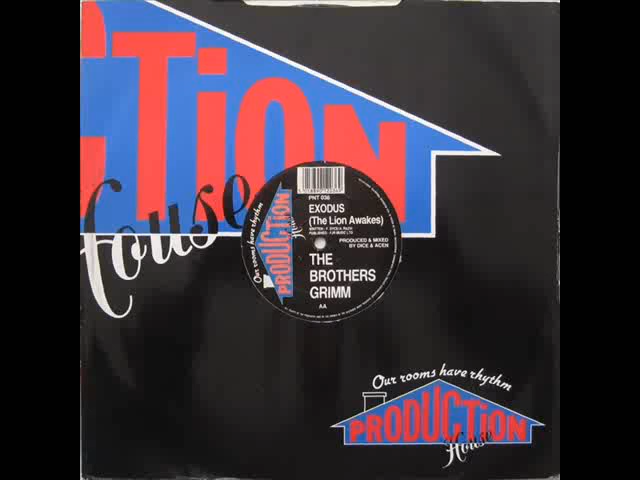 CTiON
House
Our rooms have rhythm
PRODUCTiON
House
PNT 036
EXODUS
(The Lion Awakes)
PRODUCED & MIXED
BY DICE & ACEN
THE
BROTHERS
GRIMM
AA
Our rooms have rhythm
PRODUCTiON
House